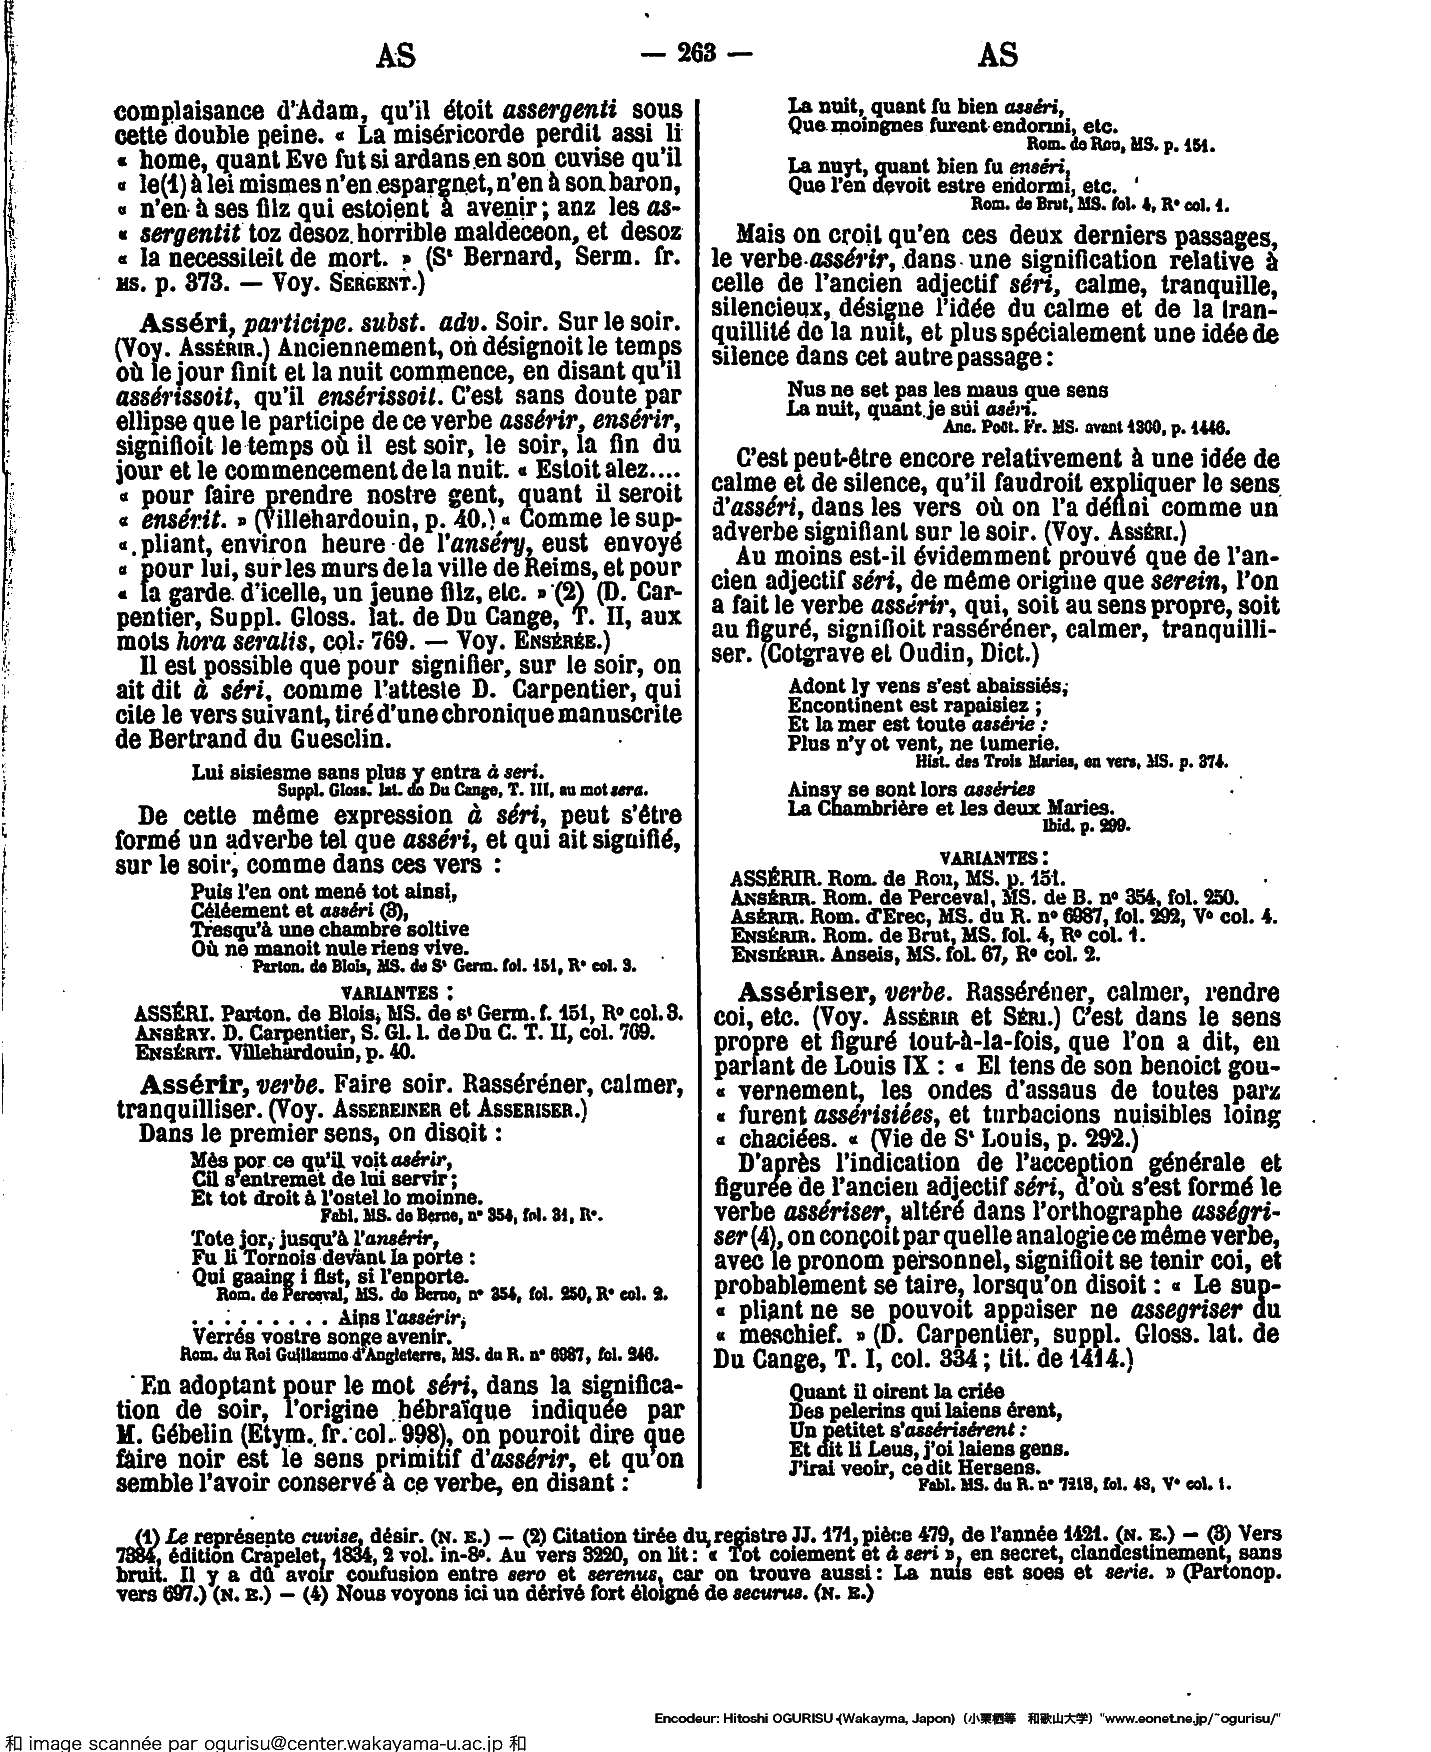 AS — 263 — AS
complaisance d'Adam, qu'il étoit assergenti sous
cette double peine. « La miséricorde perdit assi li
« home, quant Eve fut si ardans en son cuvise qu'il
« le(1) à lei mismes n'en espargnet, n'en à son baron,
« n'en à ses filz qui estoient à avenir; anz les as-
« sergentit toz desoz horrible maldeceon, et desoz
« la necessiteit de mort. » (St Bernard, Serm. fr.
MS. p. 373. — Voy. SERGENT.)
Asséri, participe. subst. adv. Soir. Sur le soir.
(Voy. ASSÉRIR.) Anciennement, on désignoit le temps
où le jour finit et la nuit commence, en disant qu'il
assérissoit, qu'il ensérissoit. C'est sans doute par
ellipse que le participe de ce verbe assérir, ensérir,
signifioit le temps où il est soir, le soir, la fin du
jour et le commencement de la nuit. « Estoit alez....
« pour faire prendre nostre gent, quant il seroit
« ensérit. » (Villehardouin, p. 40.) « Comme le sup-
« pliant, environ heure de l'anséry, eust envoyé
« pour lui, sur les murs de la ville de Reims, et pour
« la garde d'icelle, un jeune filz, etc. » (2) (D. Car-
pentier, Suppl. Gloss. lat. de Du Cange, T. II, aux
mots hora seralis, col. 769. — Voy. ENSÉRÉE.)
Il est possible que pour signifier, sur le soir, on
ait dit à séri, comme l'atteste D. Carpentier, qui
cite le vers suivant, tiré d'une chronique manuscrite
de Bertrand du Guesclin.
Lui sisiesme sans plus y entra à seri.
Suppl. Gloss. lat. de Du Cange, T. III, au mot sera.
De cette même expression à séri, peut s'être
formé un adverbe tel que asséri, et qui ait signifié,
sur le soir, comme dans ces vers :
Puis l'en ont mené tot ainsi,
Céléement et asséri (3),
Tresqu'à une chambre soltive
Où ne manoit nule riens vive.
Parton. de Blois, MS. de St Germ. fol. 151, Ro col. 3.
VARIANTES :
ASSÉRI. Parton. de Blois, MS. de st Germ. f. 151, Ro col. 3.
ANSÉRY. D. Carpentier, S. Gl. l. de Du C. T. II, col. 769.
ENSÉRIT. Villehardouin, p. 40.
Assérir, verbe. Faire soir. Rasséréner, calmer,
tranquilliser. (Voy. ASSEREINER et ASSERISER.)
Dans le premier sens, on disoit :
Mès por ce qu'il voit asérir,
Cil s'entremet de lui servir;
Et tot droit à l'ostel lo moinne.
Fabl. MS. de Berne, no 354, fol. 31, Ro.
Tote jor, jusqu'à l'ansérir,
Fu li Tornois devant la porte :
Qui gaaing i fist, si l'enporte.
Rom. de Perceval, MS. de Berne, no 354, fol. 250, Ro col. 2.
. . . . . . . . . Ains l'assérir,
Verrés vostre songe avenir.
Rom. du Roi Guillaume d'Angleterre, MS. du R. no 6987, fol. 246.
En adoptant pour le mot séri, dans la significa-
tion de soir, l'origine hébraïque indiquée par
M. Gébelin (Etym. fr. col. 998), on pouroit dire que
faire noir est le sens primitif d'assérir, et qu'on
semble l'avoir conservé à ce verbe, en disant :
La nuit, quant fu bien asséri,
Que moingnes furent endormi, etc.
Rom. de Rou, MS. p. 151.
La nuyt, quant bien fu enséri,
Que l'en devoit estre endormi, etc.
Rom. de Brut, MS. fol. 4, Ro col. 1.
Mais on croit qu'en ces deux derniers passages,
le verbe assérir, dans une signification relative à
celle de l'ancien adjectif séri, calme, tranquille,
silencieux, désigne l'idée du calme et de la tran-
quillité de la nuit, et plus spécialement une idée de
silence dans cet autre passage :
Nus ne set pas les maus que sens
La nuit, quant je sui aséri.
Anc. Poët. Fr. MS. avant 1300, p. 1446.
C'est peut-être encore relativement à une idée de
calme et de silence, qu'il faudroit expliquer le sens
d'asséri, dans les vers où on l'a défini comme un
adverbe signifiant sur le soir. (Voy. ASSÉRI.)
Au moins est-il évidemment prouvé que de l'an-
cien adjectif séri, de même origine que serein, l'on
a fait le verbe assérir, qui, soit au sens propre, soit
au figuré, signifioit rasséréner, calmer, tranquilli-
ser. (Cotgrave et Oudin, Dict.)
Adont ly vens s'est abaissiés;
Encontinent est rapaisiez ;
Et la mer est toute assérie :
Plus n'y ot vent, ne tumerie.
Hist. des Trois Maries, en vers, MS. p. 374.
Ainsy se sont lors asséries
La Chambrière et les deux Maries.
Ibid. p. 299.
VARIANTES :
ASSÉRIR. Rom. de Rou, MS. p. 151.
ANSÉRIR. Rom. de Perceval, MS. de B. no 354, fol. 250.
ASÉRIR. Rom. d'Erec, MS. du R. no 6987, fol. 292, Vo col. 4.
ENSÉRIR. Rom. de Brut, MS. fol. 4, Ro col. 1.
ENSIÉRIR. Anseis, MS. fol. 67, Ro col. 2.
Assériser, verbe. Rasséréner, calmer, rendre
coi, etc. (Voy. ASSÉRIR et SÉRI.) C'est dans le sens
propre et figuré tout-à-la-fois, que l'on a dit, en
parlant de Louis IX : « El tens de son benoict gou-
« vernement, les ondes d'assaus de toutes parz
« furent assérisiées, et turbacions nuisibles loing
« chaciées. « (Vie de St Louis, p. 292.)
D'après l'indication de l'acception générale et
figurée de l'ancien adjectif séri, d'où s'est formé le
verbe assériser, altéré dans l'orthographe asségri-
ser (4), on conçoit par quelle analogie ce même verbe,
avec le pronom personnel, signifioit se tenir coi, et
probablement se taire, lorsqu'on disoit : « Le sup-
« pliant ne se pouvoit appaiser ne assegriser du
« meschief. » (D. Carpentier, suppl. Gloss. lat. de
Du Cange, T. I, col. 334 ; tit. de 1414.)
Quant il oirent la criée
Des pelerins qui laiens érent,
Un petitet s'assérisérent :
Et dit li Leus, j'oi laiens gens.
J'irai veoir, ce dit Hersens.
Fabl. MS. du R. no 7218, fol. 48, Vo col. 1.
(1) Le représente cuvise, désir. (N. E.) — (2) Citation tirée du registre JJ. 171, pièce 479, de l'année 1421. (N. E.) — (3) Vers
7384, édition Crapelet, 1834, 2 vol. in-8o. Au vers 3220, on lit : « Tot coiement et à seri », en secret, clandestinement, sans
bruit. Il y a dû avoir confusion entre sero et serenus, car on trouve aussi : La nuis est soes et serie. » (Partonop.
vers 697.) (N. E.) — (4) Nous voyons ici un dérivé fort éloigné de securus. (N. E.)
Encodeur: Hitoshi OGURISU (Wakayma, Japon) (小栗栖等 和歌山大学) "www.eonet.ne.jp/~ogurisu/"
和 image scannée par ogurisu@center.wakayama-u.ac.jp 和